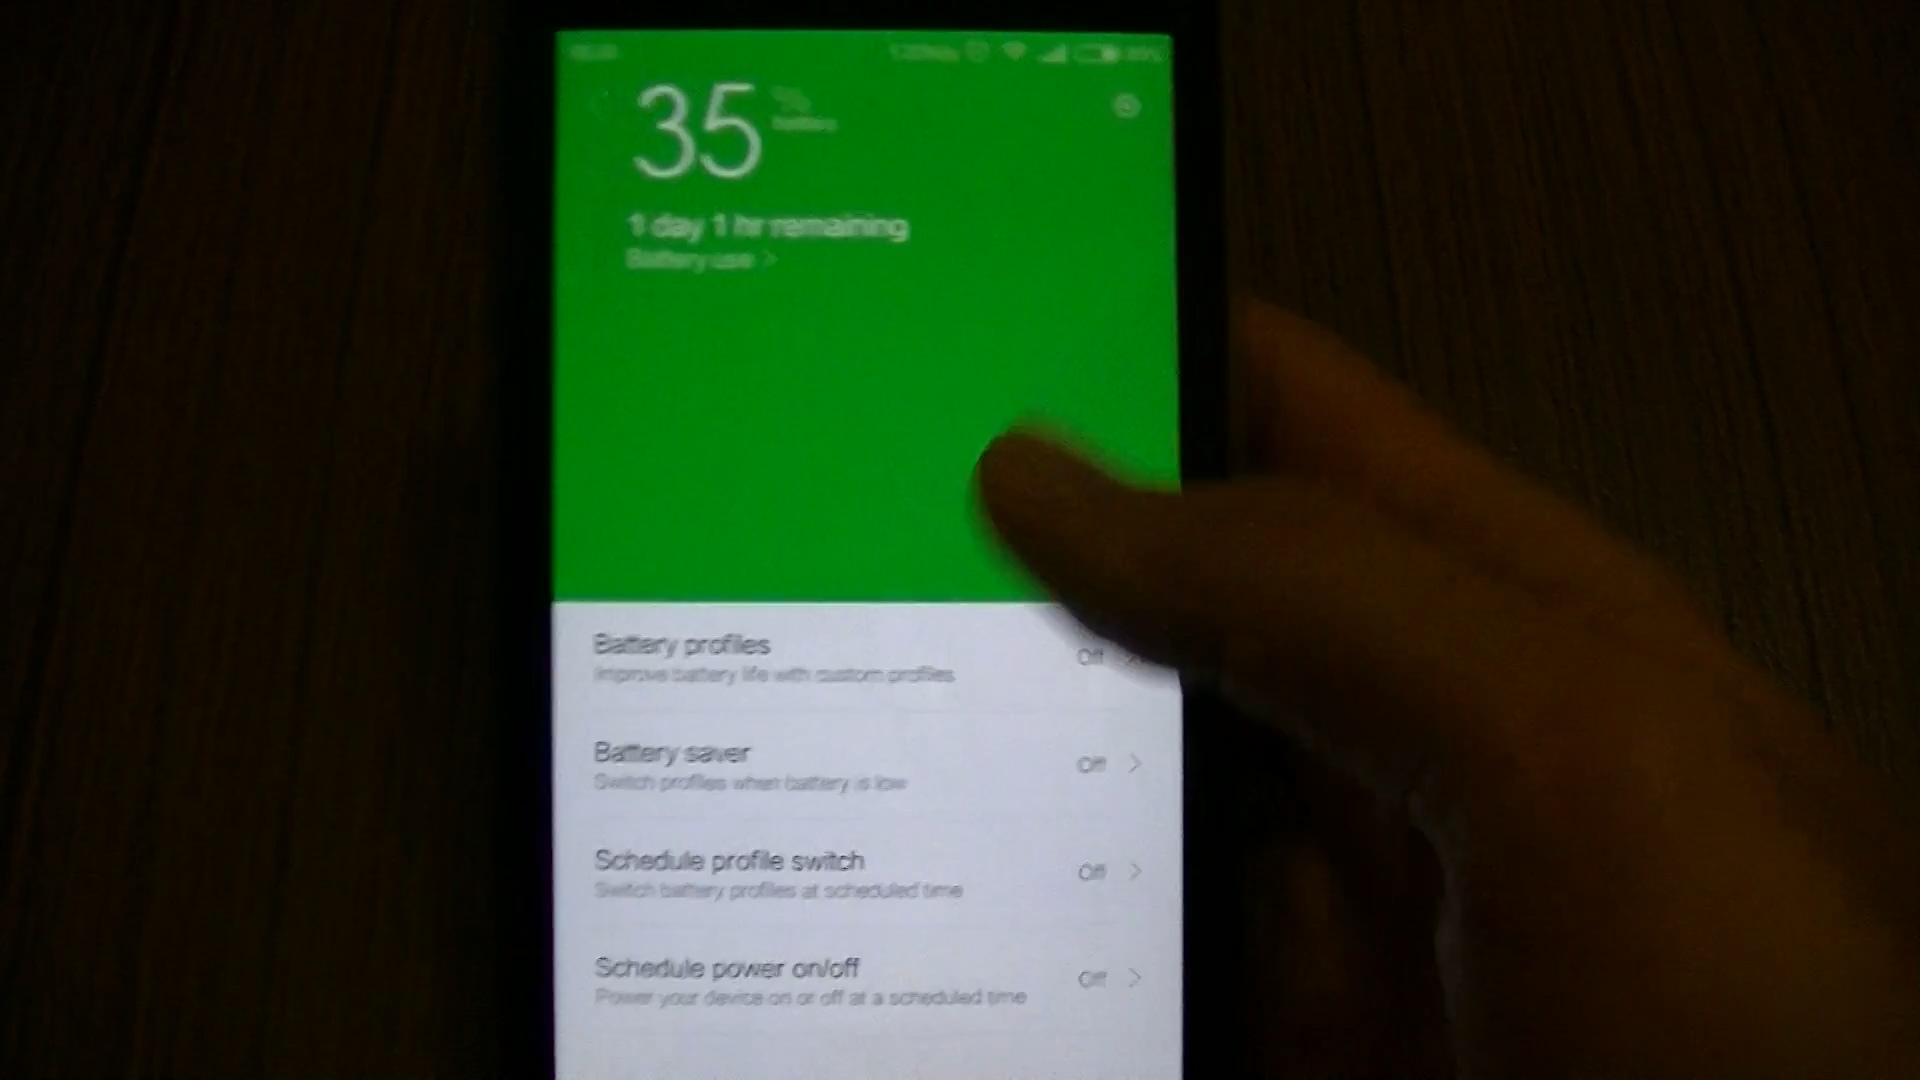 35 %
battery
1 day 1 hr remaining
Battery use >
Battery profiles
Off
Improve battery life with custom profiles
Battery saver
Off >
Switch profiles when battery is low
Schedule profile switch
Off >
Switch battery profiles at scheduled time
Schedule power on/off
Off >
Power your device on or off at a scheduled time